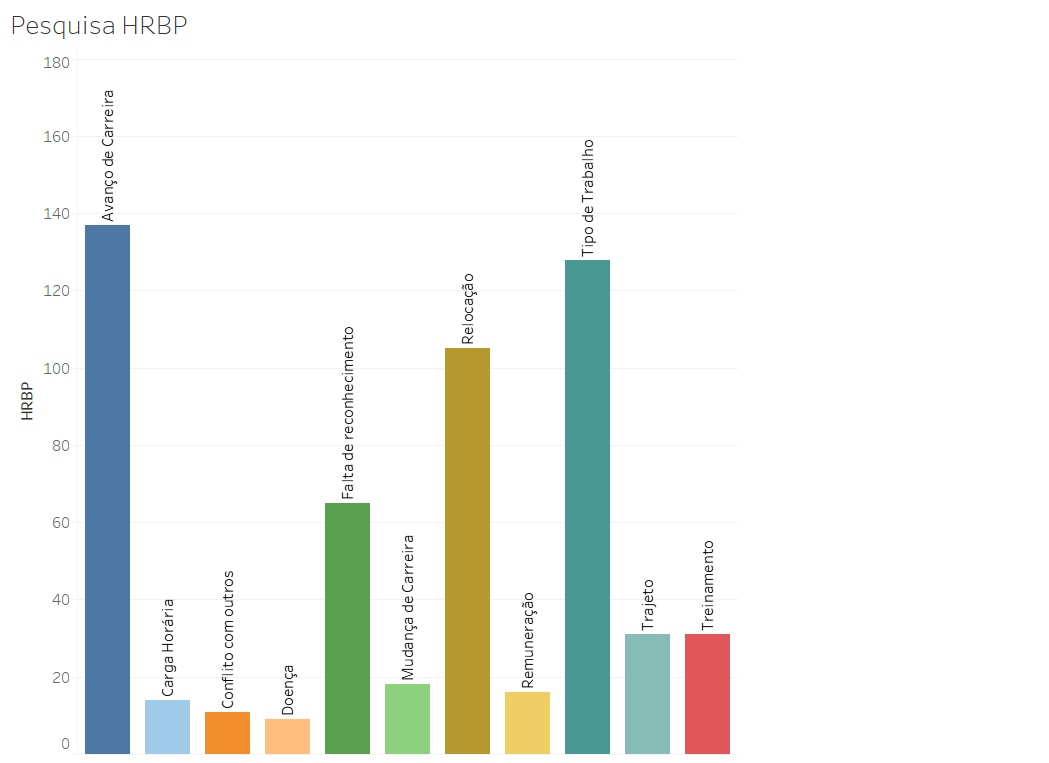 Pesquisa HRBP
180
160
140
120
100
80
60
40
20
0
HRBP
Avanço de Carreira
Carga Horária
Conflito com outros
Doença
Falta de reconhecimento
Mudança de Carreira
Relocação
Remuneração
Tipo de Trabalho
Trajeto
Treinamento